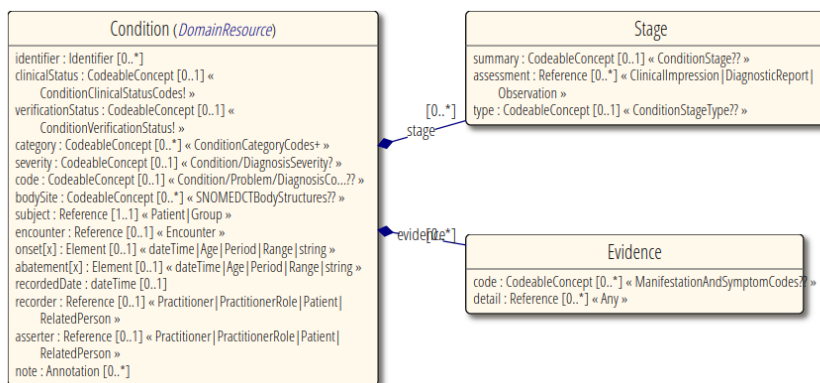 Condition (DomainResource)
identifier : Identifier [0..*]
clinicalStatus : CodeableConcept [0..1] «
ConditionClinicalStatusCodes! »
verificationStatus : CodeableConcept [0..1] «
ConditionVerificationStatus! »
category : CodeableConcept [0..*] « ConditionCategoryCodes+ »
severity : CodeableConcept [0..1] « Condition/DiagnosisSeverity? »
code : CodeableConcept [0..1] « Condition/Problem/DiagnosisCo...?? »
bodySite : CodeableConcept [0..*] « SNOMEDCTBodyStructures?? »
subject : Reference [1..1] « Patient|Group »
encounter : Reference [0..1] « Encounter »
onset[x] : Element [0..1] « dateTime|Age|Period|Range|string »
abatement[x] : Element [0..1] « dateTime|Age|Period|Range|string »
recordedDate : dateTime [0..1]
recorder : Reference [0..1] « Practitioner|PractitionerRole|Patient|
RelatedPerson »
asserter : Reference [0..1] « Practitioner|PractitionerRole|Patient|
RelatedPerson »
note : Annotation [0..*]
[0..*]
stage
Stage
summary : CodeableConcept [0..1] « ConditionStage?? »
assessment : Reference [0..*] « ClinicalImpression|DiagnosticReport|
Observation »
type : CodeableConcept [0..1] « ConditionStageType?? »
evidence
[0..*]
Evidence
code : CodeableConcept [0..*] « ManifestationAndSymptomCodes?? »
detail : Reference [0..*] « Any »